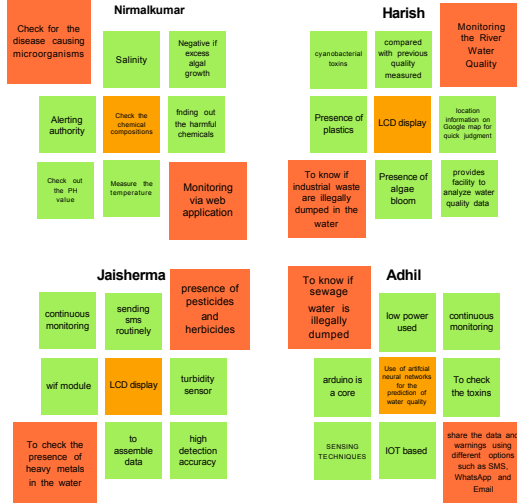 Nirmalkumar
Check for the
disease causing
microorganisms
Salinity
Negative if
excess
algal
growth
Alerting
authority
Check the
chemical
compositions
fnding out
the harmful
chemicals
Check out
the PH
value
Measure the
temperature
Monitoring
via web
application
Harish
cyanobacterial
toxins
compared
with previous
quality
measured
Monitoring
the River
Water
Quality
Presence of
plastics
LCD display
location
information on
Google map for
quick judgment
To know if
industrial waste
are illegally
dumped in the
water
Presence of
algae
bloom
provides
facility to
analyze water
quality data
Jaisherma
continuous
monitoring
sending
sms
routinely
presence of
pesticides
and
herbicides
wif module
LCD display
turbidity
sensor
To check the
presence of
heavy metals
in the water
to
assemble
data
high
detection
accuracy
Adhil
To know if
sewage
water is
illegally
dumped
low power
used
continuous
monitoring
arduino is
a core
Use of artifcial
neural networks
for the
prediction of
water quality
To check
the toxins
SENSING
TECHNIQUES
IOT based
share the data and
warnings using
different options
such as SMS,
WhatsApp and
Email